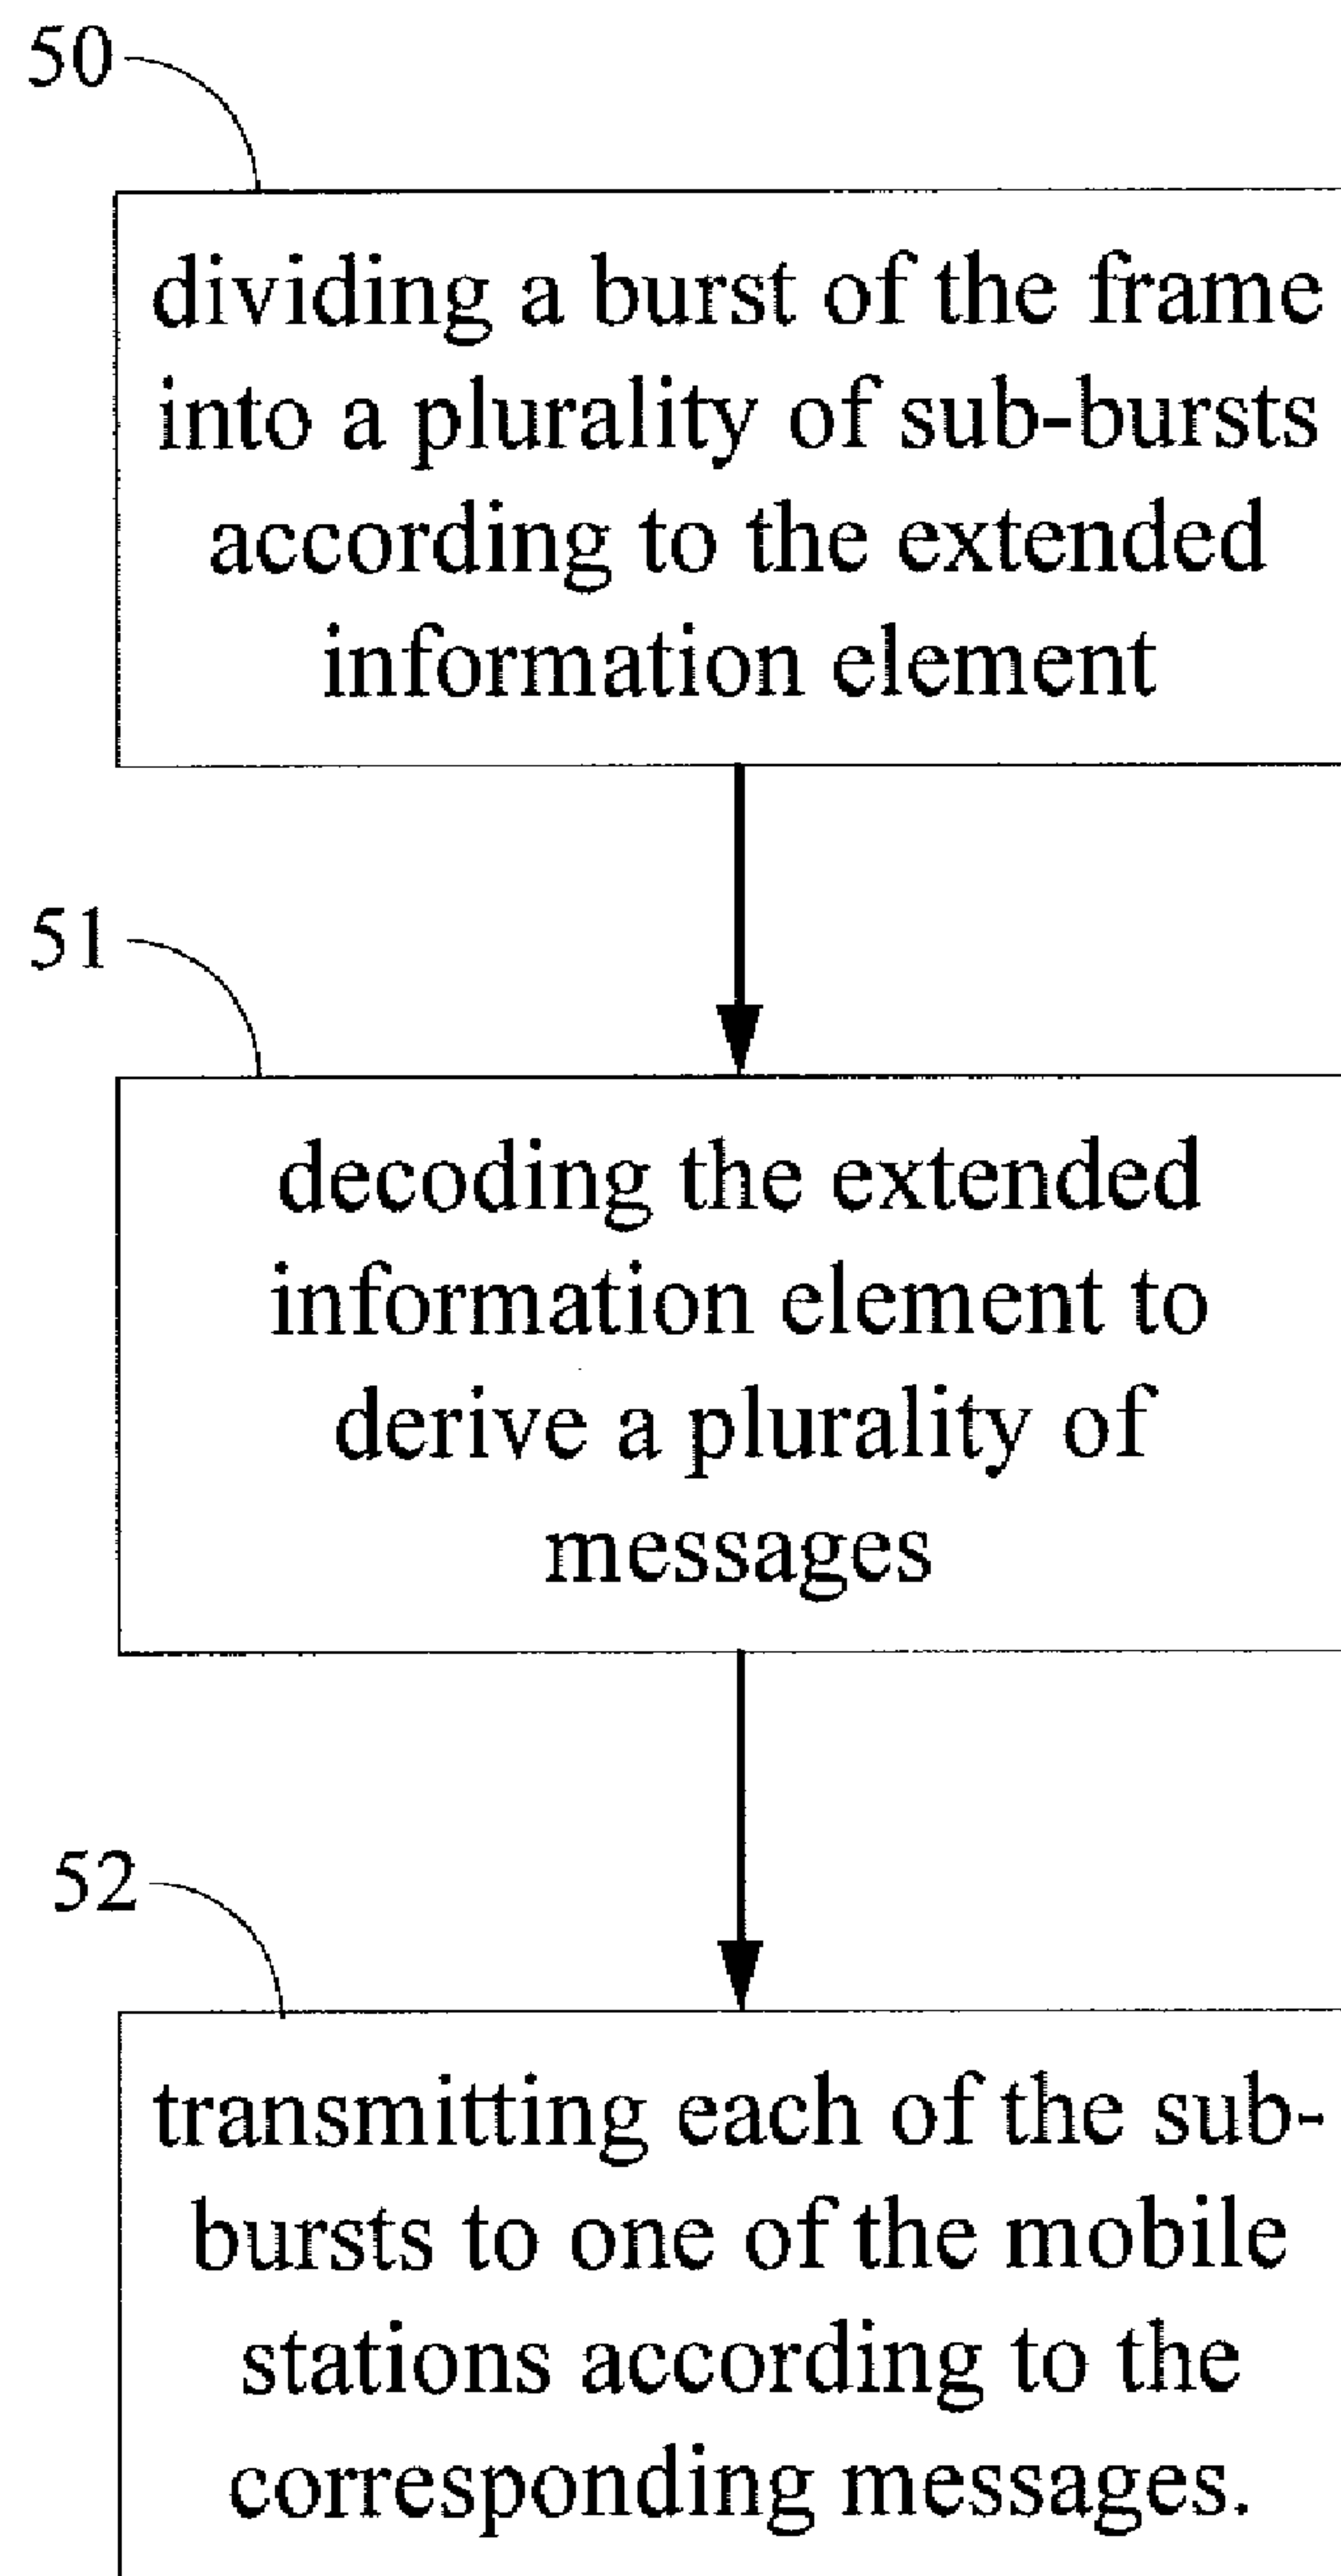 50
dividing a burst of the frame
into a plurality of sub-bursts
according to the extended
information element
51
decoding the extended
information element to
derive a plurality of
messages
52
transmitting each of the sub-
bursts to one of the mobile
stations according to the
corresponding messages.